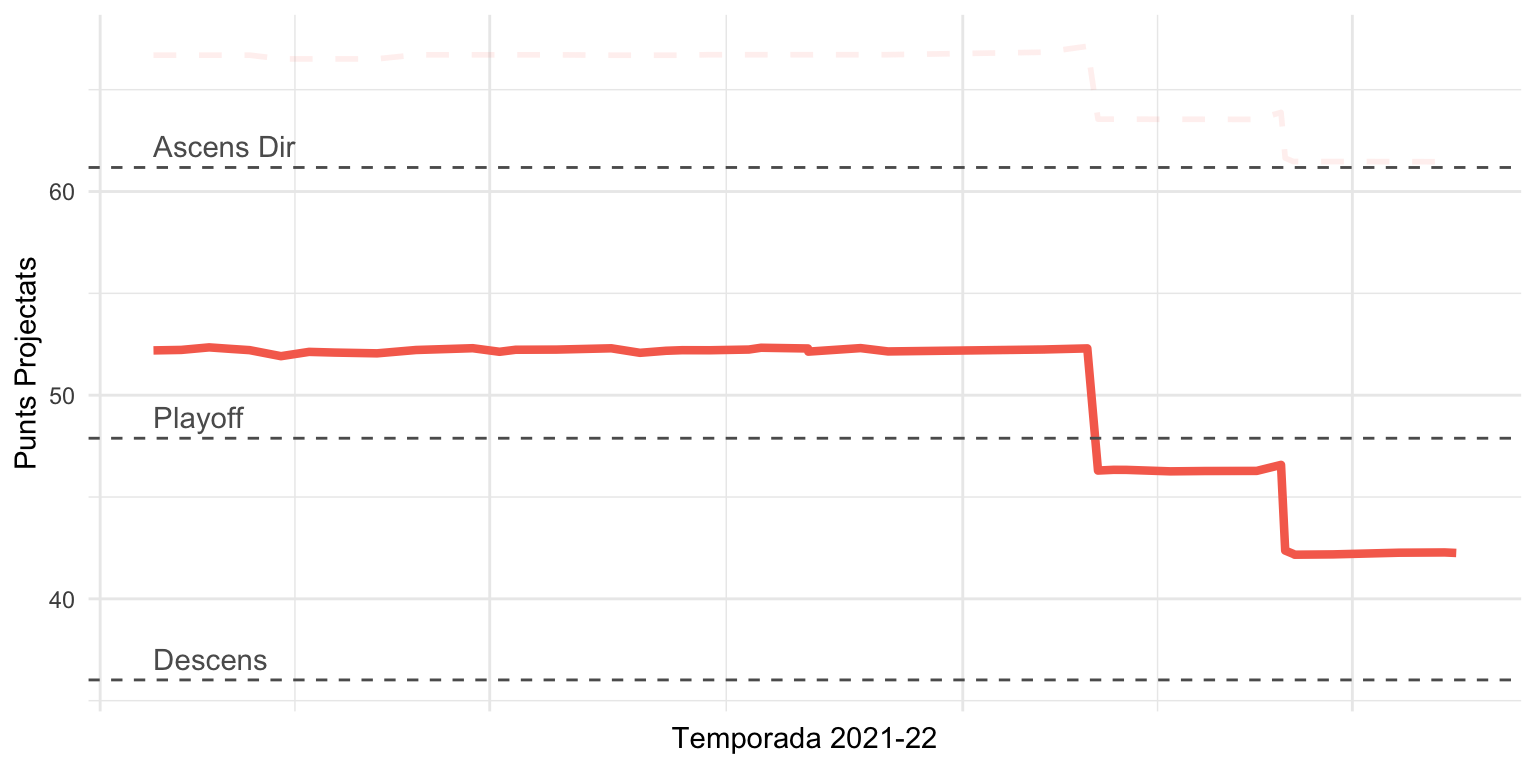 Ascens Dir
60
Punts Projectats
50
Playoff
40
Descens
Temporada 2021-22